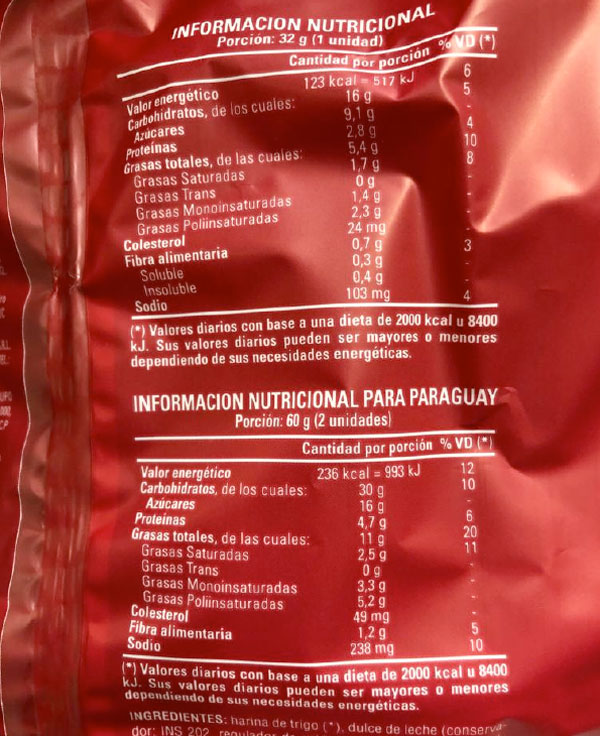 INFORMACION NUTRICIONAL
Porción: 32 g (1 unidad)
Cantidad por porción % VD (*)
Valor energético 123 kcal = 517 kJ 6
Carbohidratos, de los cuales: 16 g 5
Azúcares 9,1 g -
Proteínas 2,8 g 4
Grasas totales, de las cuales: 5,4 g 10
Grasas Saturadas 1,7 g 8
Grasas Trans 0 g -
Grasas Monoinsaturadas 1,4 g -
Grasas Poliinsaturadas 2,3 g -
Colesterol 24 mg -
Fibra alimentaria 0,7 g 3
Soluble 0,3 g -
Insoluble 0,4 g -
Sodio 103 mg 4
(*) Valores diarios con base a una dieta de 2000 kcal u 8400
kJ. Sus valores diarios pueden ser mayores o menores
dependiendo de sus necesidades energéticas.
INFORMACION NUTRICIONAL PARA PARAGUAY
Porción: 60 g (2 unidades)
Cantidad por porción % VD (*)
Valor energético 236 kcal = 993 kJ 12
Carbohidratos, de los cuales: 30 g 10
Azúcares 16 g -
Proteínas 4,7 g 6
Grasas totales, de las cuales: 11 g 20
Grasas Saturadas 2,5 g 11
Grasas Trans 0 g -
Grasas Monoinsaturadas 3,3 g -
Grasas Poliinsaturadas 5,2 g -
Colesterol 49 mg -
Fibra alimentaria 1,2 g 5
Sodio 238 mg 10
(*) Valores diarios con base a una dieta de 2000 kcal u 8400
kJ. Sus valores diarios pueden ser mayores o menores
dependiendo de sus necesidades energéticas.
INGREDIENTES: harina de trigo (*), dulce de leche (conserva-
dor: INS 202, regulador